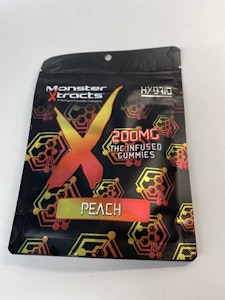 Monster
Xtracts
A Michigan Cannabis Company
HYBRID
X
200MG
THC INFUSED
GUMMIES
PEACH